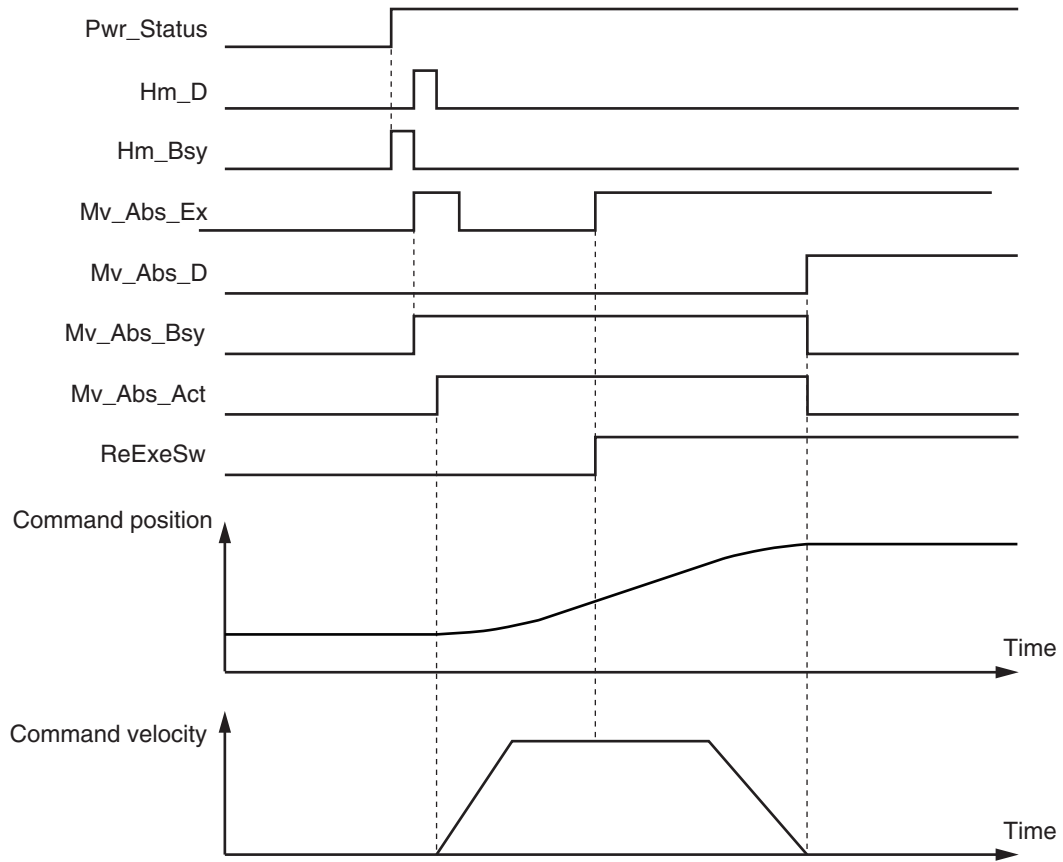 Pwr_Status
Hm_D
Hm_Bsy
Mv_Abs_Ex
Mv_Abs_D
Mv_Abs_Bsy
Mv_Abs_Act
ReExeSw
Command position
Time
Command velocity
Time